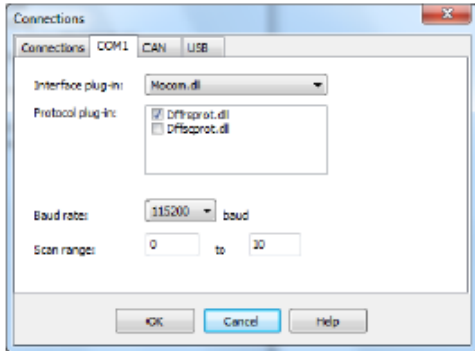 Connections
Connections COM1 CAN USB
Interface plug-in: Mocom.dll
Protocol plug-in: Dffrsprot.dll
Dffscprot.dll
Baud rate: 115200 baud
Scan range: 0 to 10
OK Cancel Help